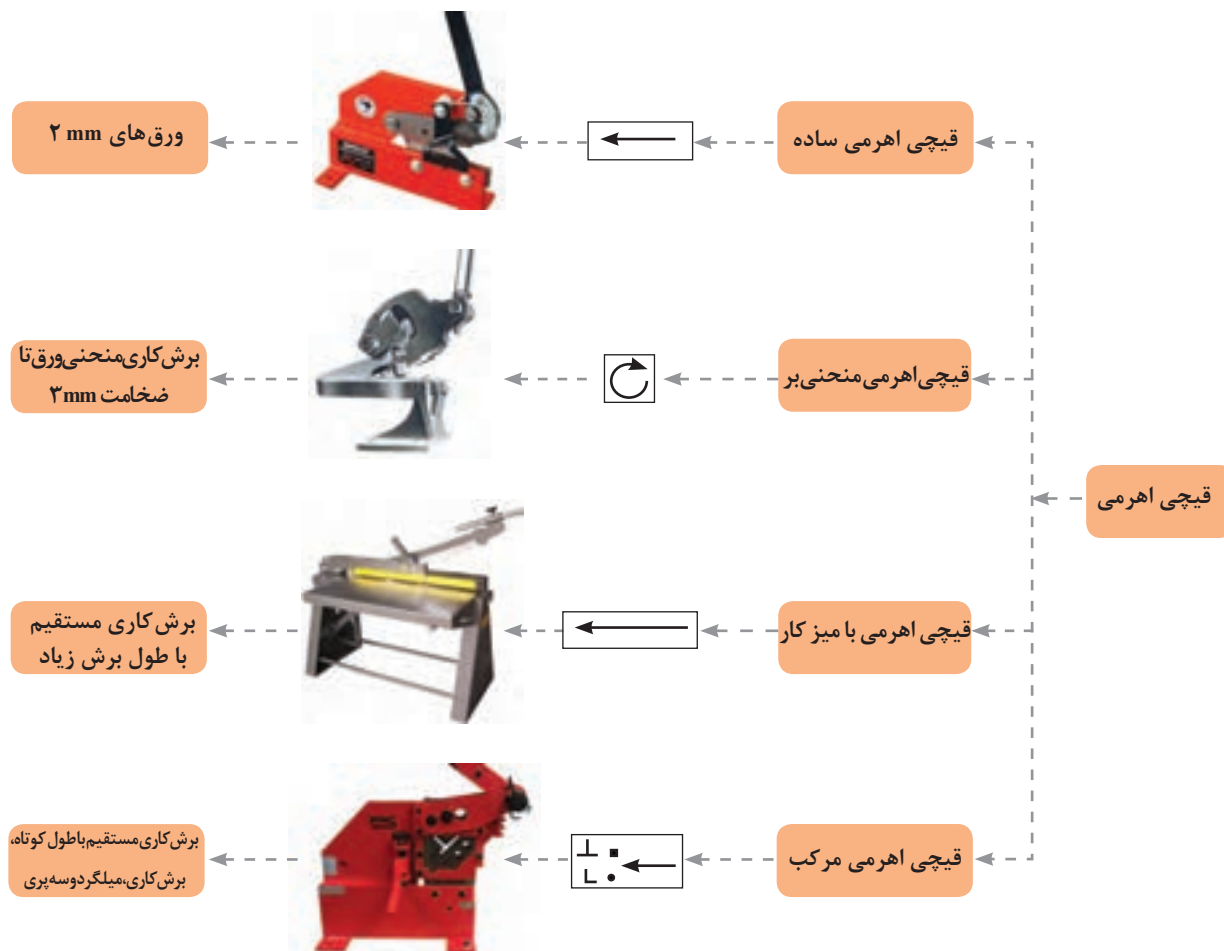 قیچی اهرمی
قیچی اهرمی ساده
ورق‌های ۲ mm
قیچی اهرمی منحنی‌بر
برش‌کاری منحنی ورق تا
ضخامت ۳mm
قیچی اهرمی با میز کار
برش‌کاری مستقیم
با طول برش زیاد
قیچی اهرمی مرکب
برش‌کاری مستقیم با طول کوتاه،
برش‌کاری، میلگرد و سه‌پری